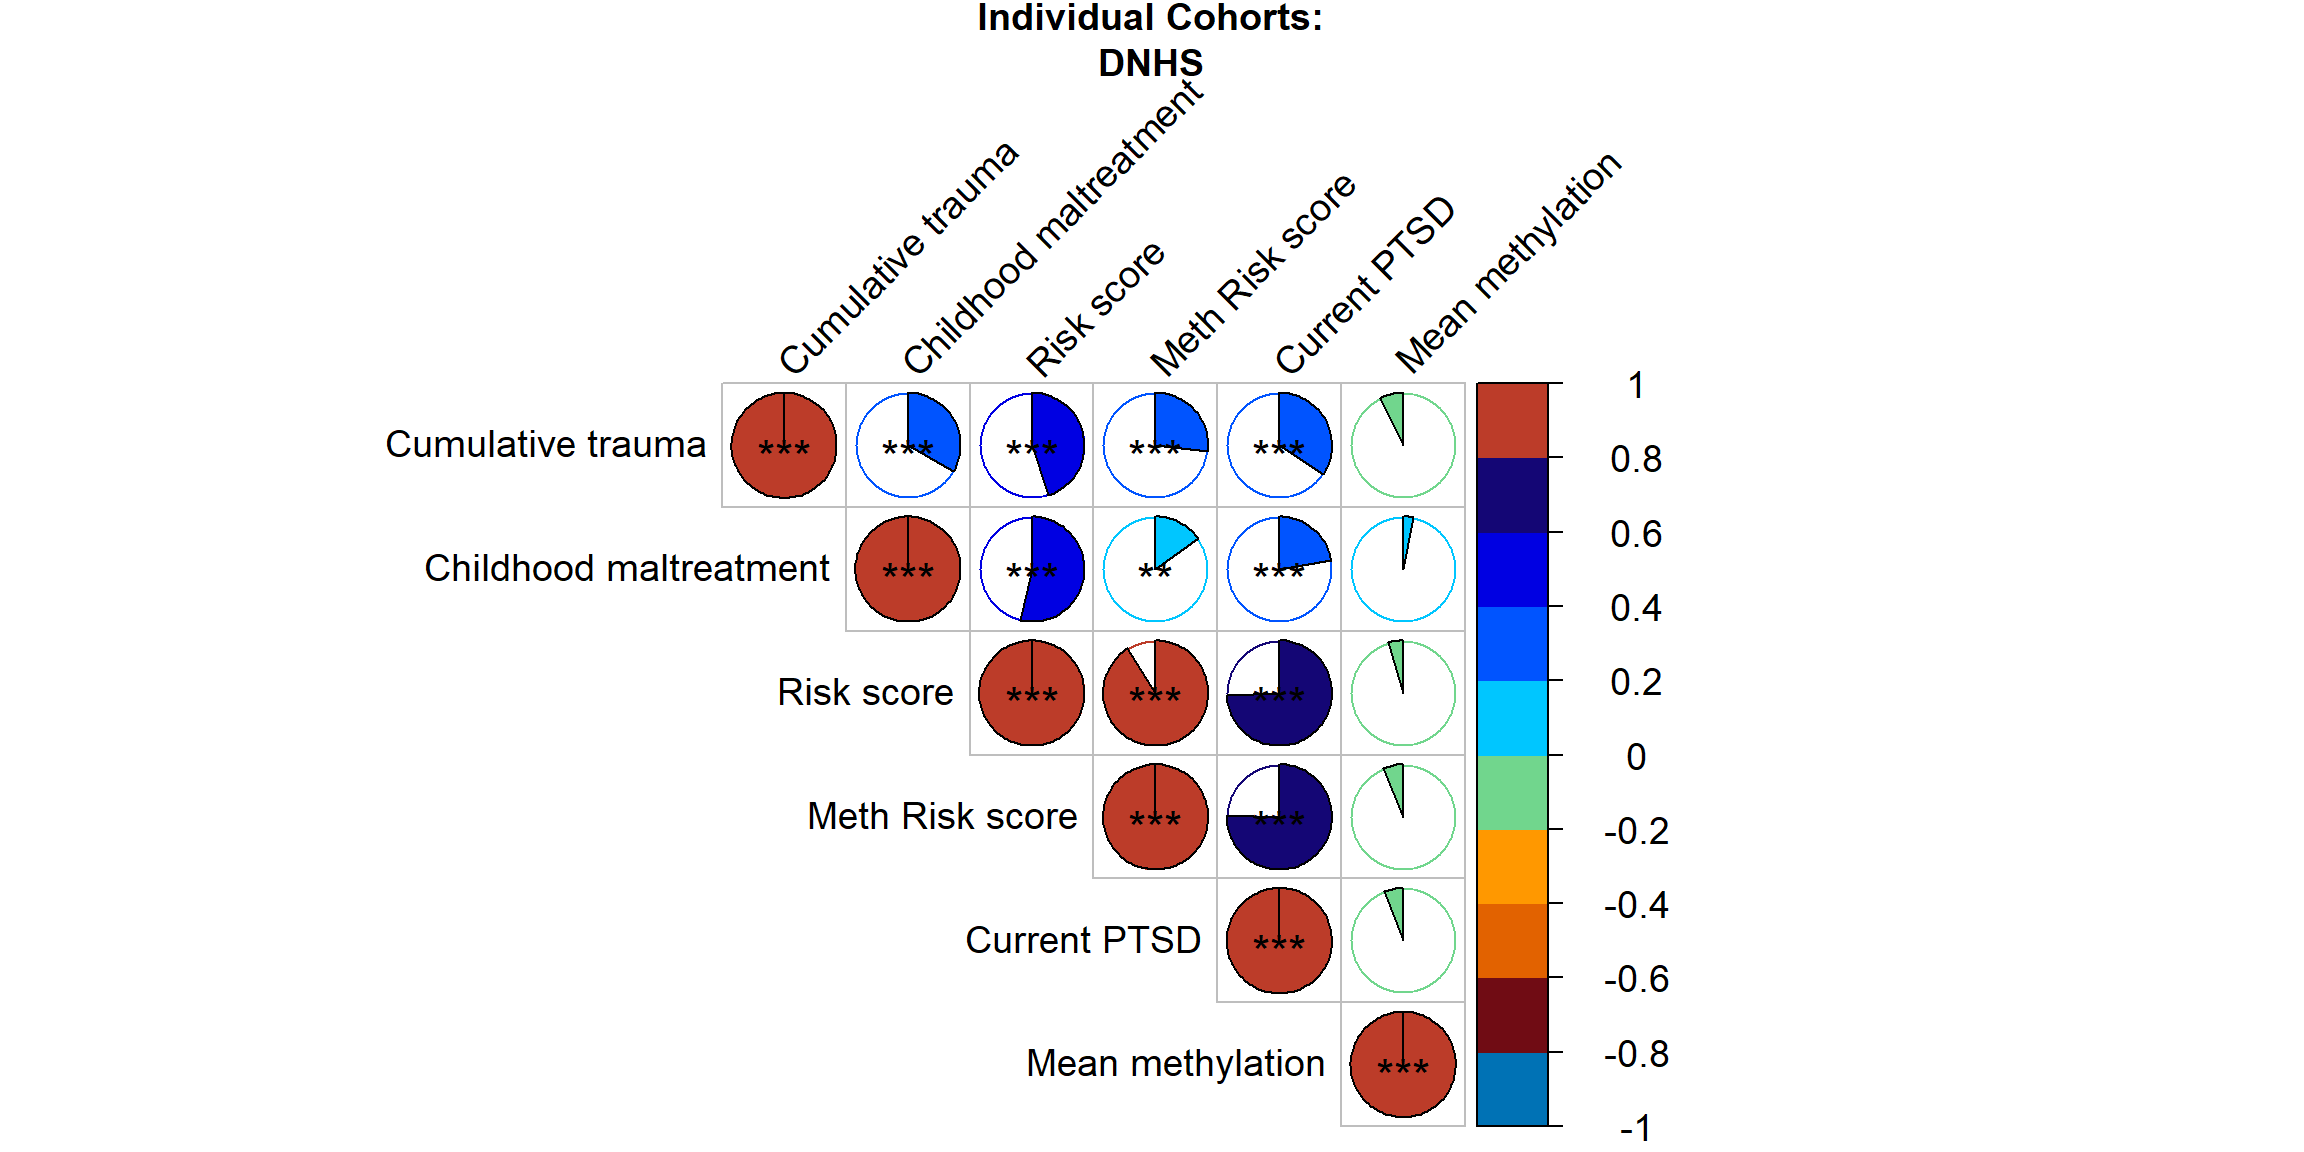 Individual Cohorts:
DNHS
Cumulative trauma
Childhood maltreatment
Risk score
Meth Risk score
Current PTSD
Mean methylation
Cumulative trauma
*** *** *** *** ***
Childhood maltreatment
*** *** ** ***
Risk score
*** *** ***
Meth Risk score
*** ***
Current PTSD
***
Mean methylation
***
1
0.8
0.6
0.4
0.2
0
-0.2
-0.4
-0.6
-0.8
-1